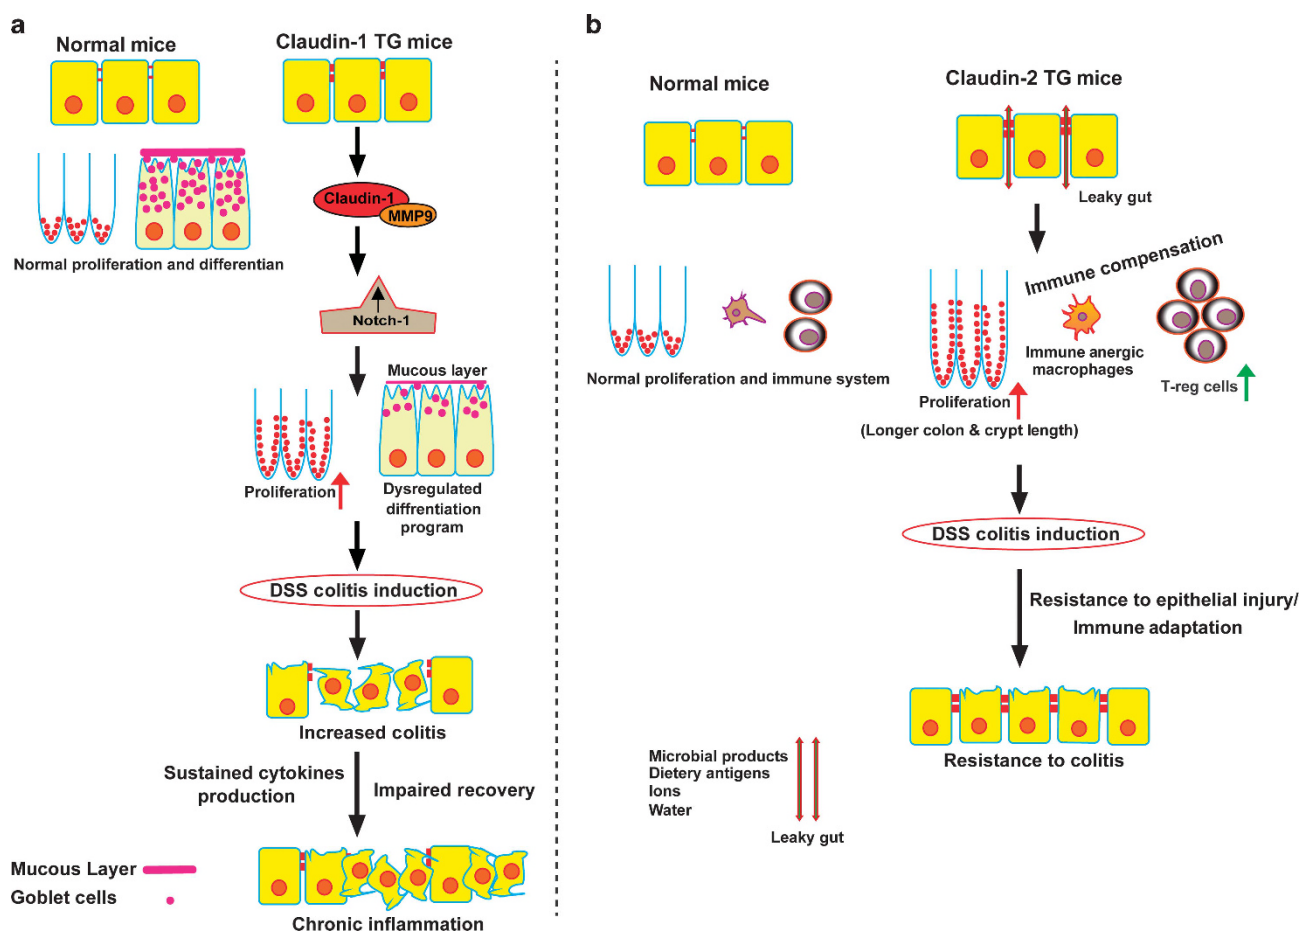 a
Normal mice
Claudin-1 TG mice
Claudin-1
MMP9
Normal proliferation and differentian
Notch-1
Mucous layer
Proliferation
Dysregulated
diffrentiation
program
DSS colitis induction
Increased colitis
Sustained cytokines
production
Impaired recovery
Mucous Layer
Goblet cells
Chronic inflammation
b
Normal mice
Claudin-2 TG mice
Leaky gut
Immune compensation
Normal proliferation and immune system
Immune anergic
macrophages
T-reg cells
Proliferation
(Longer colon & crypt length)
DSS colitis induction
Resistance to epithelial injury/
Immune adaptation
Resistance to colitis
Microbial products
Dietery antigens
Ions
Water
Leaky gut